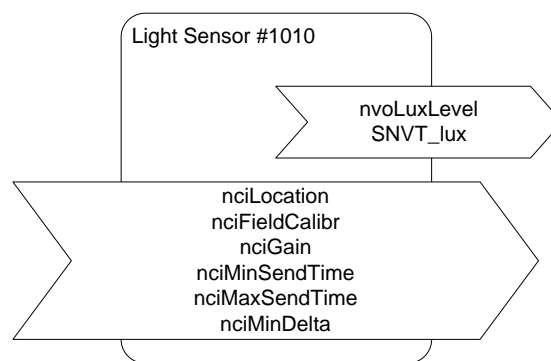 Light Sensor #1010
nvoLuxLevel
SNVT_lux
nciLocation
nciFieldCalibr
nciGain
nciMinSendTime
nciMaxSendTime
nciMinDelta